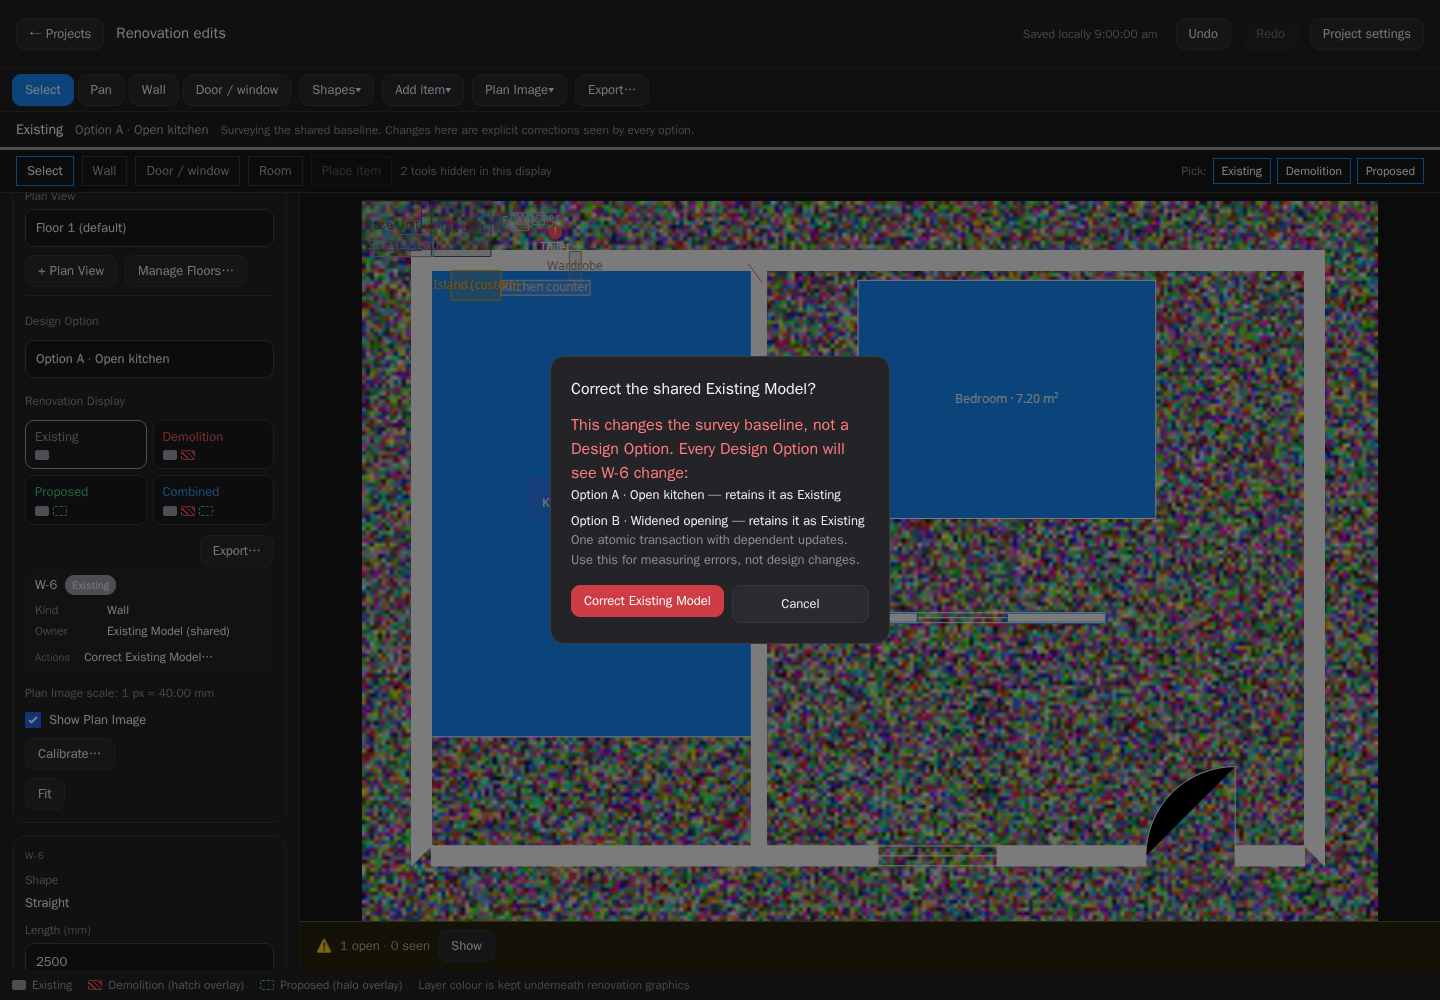 ← Projects
Renovation edits
Saved locally 9:00:00 am
Undo
Redo
Project settings
Select
Pan
Wall
Door / window
Shapes▾
Add item▾
Plan Image▾
Export⋯
Existing
Option A · Open kitchen
Surveying the shared baseline. Changes here are explicit corrections seen by every option.
Select
Wall
Door / window
Room
Place item
2 tools hidden in this display
Pick:
Existing
Demolition
Proposed
Plan View
Floor 1 (default)
+ Plan View
Manage Floors⋯
Design Option
Option A · Open kitchen
Renovation Display
Existing
Demolition
Proposed
Combined
Export⋯
W-6
Existing
Kind
Wall
Owner
Existing Model (shared)
Actions
Correct Existing Model⋯
Plan Image scale: 1 px = 40.00 mm
Show Plan Image
Calibrate⋯
Fit
W-6
Shape
Straight
Length (mm)
2500
Toilet
Wardrobe
Island (custom)
Kitchen counter
Bedroom · 7.20 m²
Correct the shared Existing Model?
This changes the survey baseline, not a
Design Option. Every Design Option will
see W-6 change:
Option A · Open kitchen — retains it as Existing
Option B · Widened opening — retains it as Existing
One atomic transaction with dependent updates.
Use this for measuring errors, not design changes.
Correct Existing Model
Cancel
1 open · 0 seen
Show
Existing
Demolition (hatch overlay)
Proposed (halo overlay)
Layer colour is kept underneath renovation graphics